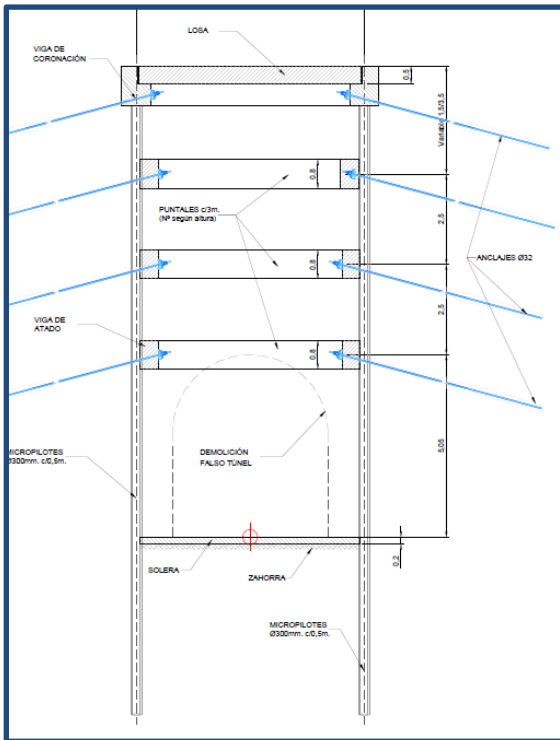 LOSA
VIGA DE
CORONACIÓN
0.5
Variable 1.5/3.5
PUNTALES c/3m.
(Nº según altura)
0.8
2.5
ANCLAJES Ø32
0.8
2.5
VIGA DE
ATADO
0.8
DEMOLICIÓN
FALSO TÚNEL
5.05
MICROPILOTES
Ø300mm. c/0,5m.
SOLERA
ZAHORRA
0.2
MICROPILOTES
Ø300mm. c/0,5m.